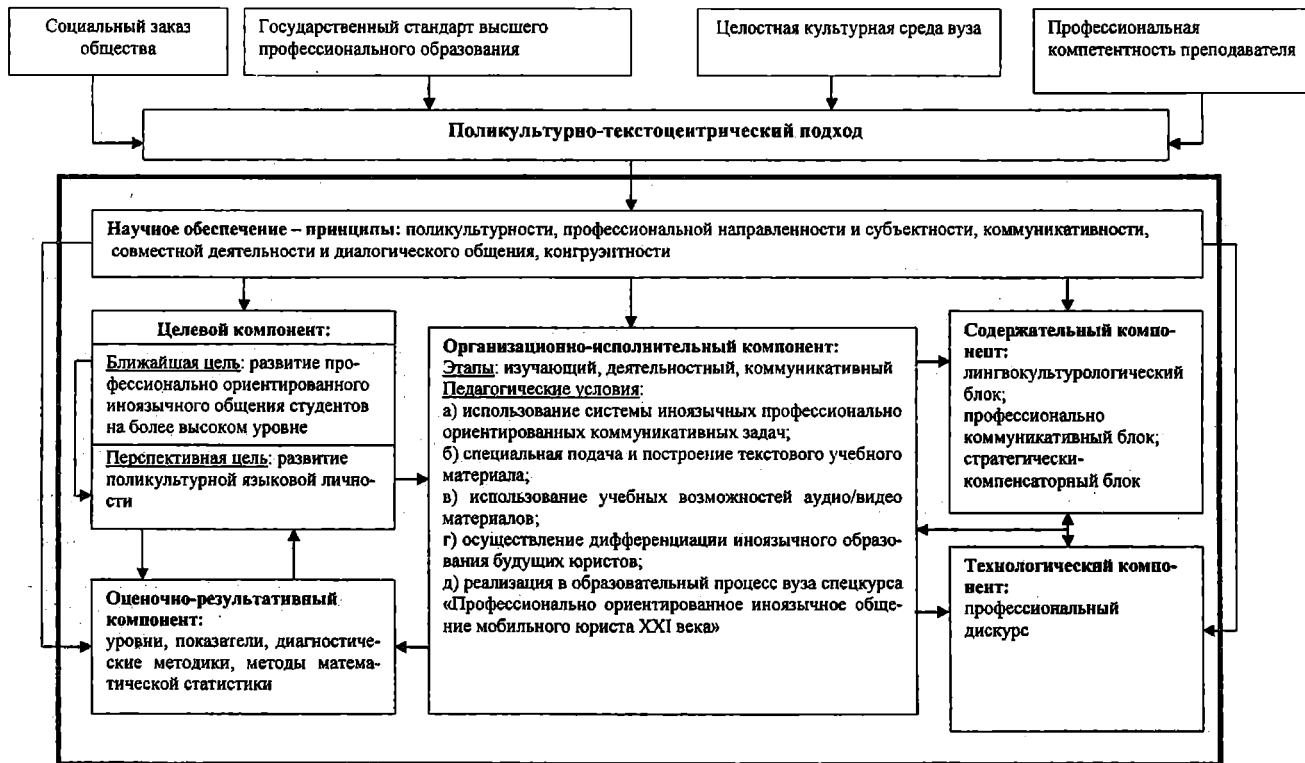 Социальный заказ
общества
Государственный стандарт высшего
профессионального образования
Целостная культурная среда вуза
Профессиональная
компетентность преподавателя
Поликультурно-текстоцентрический подход
Научное обеспечение – принципы: поликультурности, профессиональной направленности и субъектности, коммуникативности,
совместной деятельности и диалогического общения, конгруэнтности
Целевой компонент:
Ближайшая цель: развитие про-
фессионально ориентированного
иноязычного общения студентов
на более высоком уровне
Перспективная цель: развитие
поликультурной языковой лично-
сти
Оценочно-результативный
компонент:
уровни, показатели, диагностиче-
ские методики, методы матема-
тической статистики
Организационно-исполнительный компонент:
Этапы: изучающий, деятельностный, коммуникативный
Педагогические условия:
а) использование системы иноязычных профессионально
ориентированных коммуникативных задач;
б) специальная подача и построение текстового учебного
материала;
в) использование учебных возможностей аудио/видео
материалов;
г) осуществление дифференциации иноязычного образо-
вания будущих юристов;
д) реализация в образовательный процесс вуза спецкурса
«Профессионально ориентированное иноязычное обще-
ние мобильного юриста XXI века»
Содержательный компо-
нент:
лингвокультурологический
блок;
профессионально
коммуникативный блок;
стратегически-
компенсаторный блок
Технологический компо-
нент:
профессиональный
дискурс